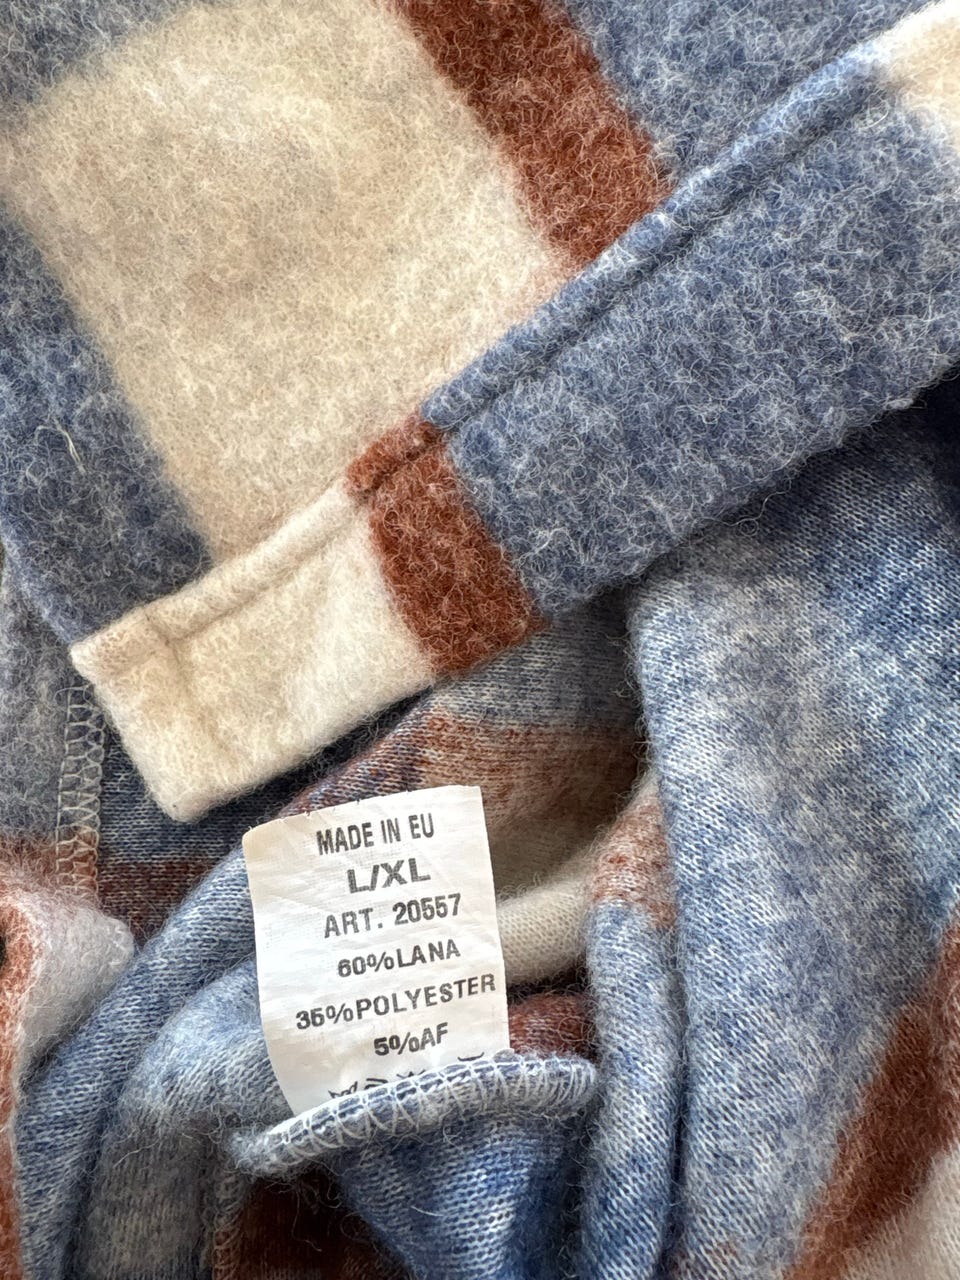 MADE IN EU
L/XL
ART. 20557
60%LANA
35%POLYESTER
5%AF